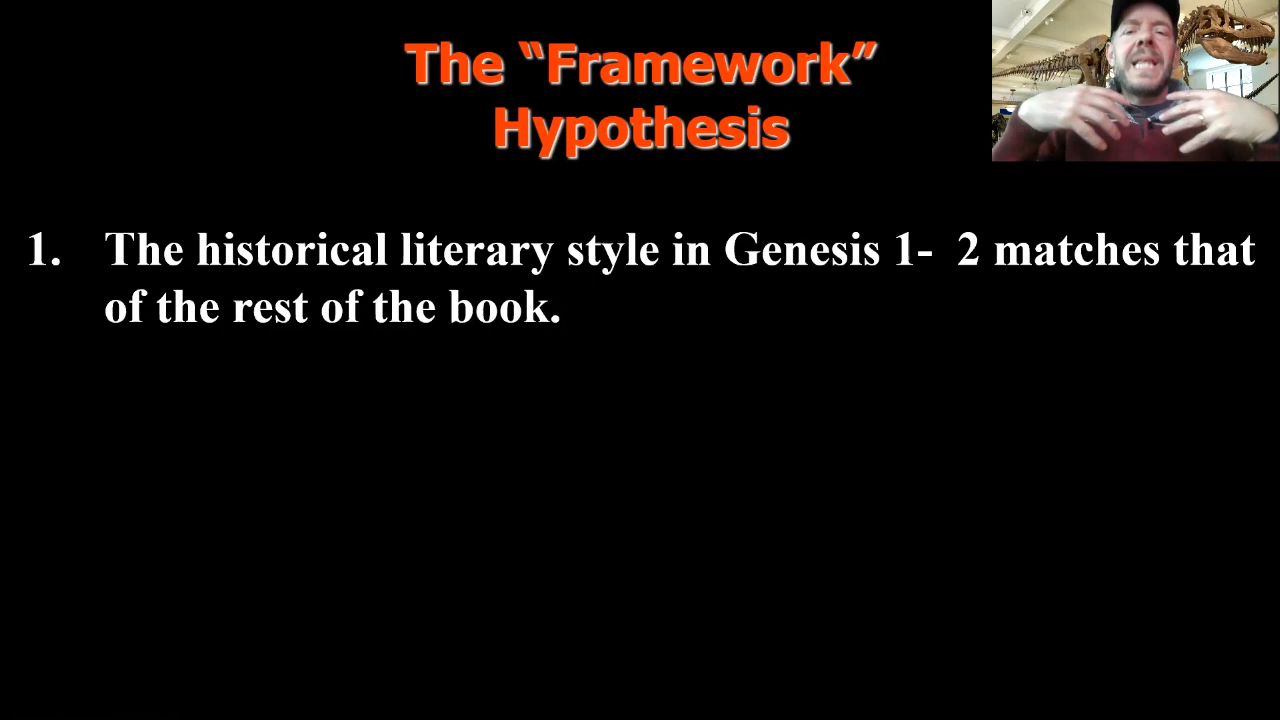 The “Framework”
Hypothesis
1. The historical literary style in Genesis 1- 2 matches that
of the rest of the book.